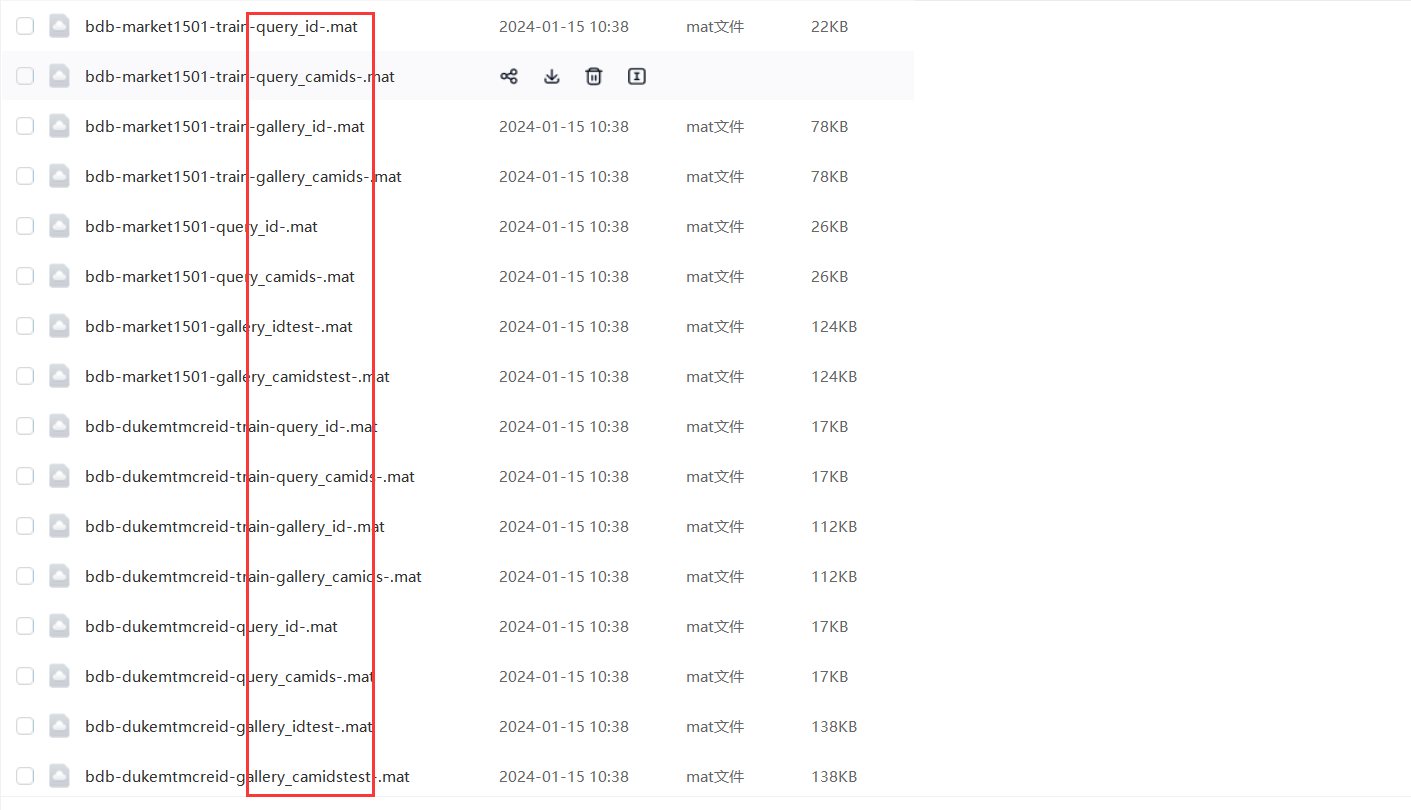 bdb-market1501-train-query_id-.mat 2024-01-15 10:38 mat文件 22KB
bdb-market1501-train-query_camids-.mat
bdb-market1501-train-gallery_id-.mat 2024-01-15 10:38 mat文件 78KB
bdb-market1501-train-gallery_camids-.mat 2024-01-15 10:38 mat文件 78KB
bdb-market1501-query_id-.mat 2024-01-15 10:38 mat文件 26KB
bdb-market1501-query_camids-.mat 2024-01-15 10:38 mat文件 26KB
bdb-market1501-gallery_idtest-.mat 2024-01-15 10:38 mat文件 124KB
bdb-market1501-gallery_camidstest-.mat 2024-01-15 10:38 mat文件 124KB
bdb-dukemtmcreid-train-query_id-.mat 2024-01-15 10:38 mat文件 17KB
bdb-dukemtmcreid-train-query_camids-.mat 2024-01-15 10:38 mat文件 17KB
bdb-dukemtmcreid-train-gallery_id-.mat 2024-01-15 10:38 mat文件 112KB
bdb-dukemtmcreid-train-gallery_camids-.mat 2024-01-15 10:38 mat文件 112KB
bdb-dukemtmcreid-query_id-.mat 2024-01-15 10:38 mat文件 17KB
bdb-dukemtmcreid-query_camids-.mat 2024-01-15 10:38 mat文件 17KB
bdb-dukemtmcreid-gallery_idtest-.mat 2024-01-15 10:38 mat文件 138KB
bdb-dukemtmcreid-gallery_camidstest-.mat 2024-01-15 10:38 mat文件 138KB